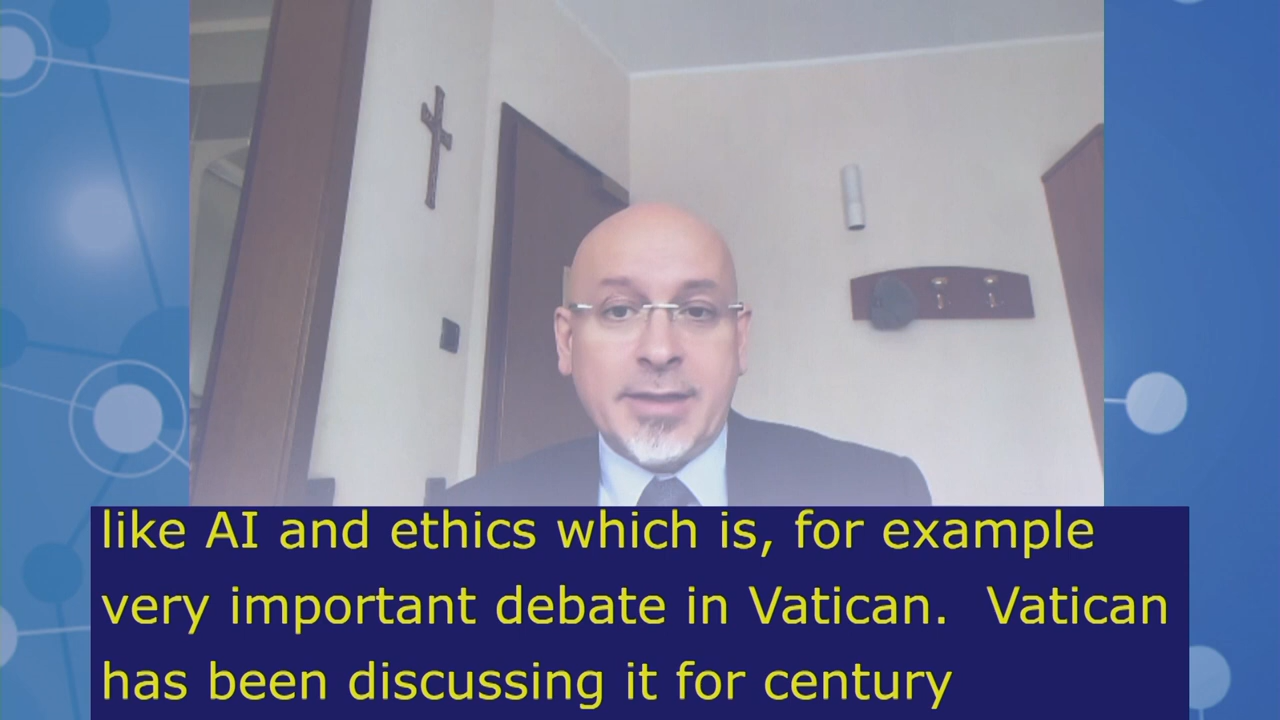 like AI and ethics which is, for example
very important debate in Vatican.  Vatican
has been discussing it for century